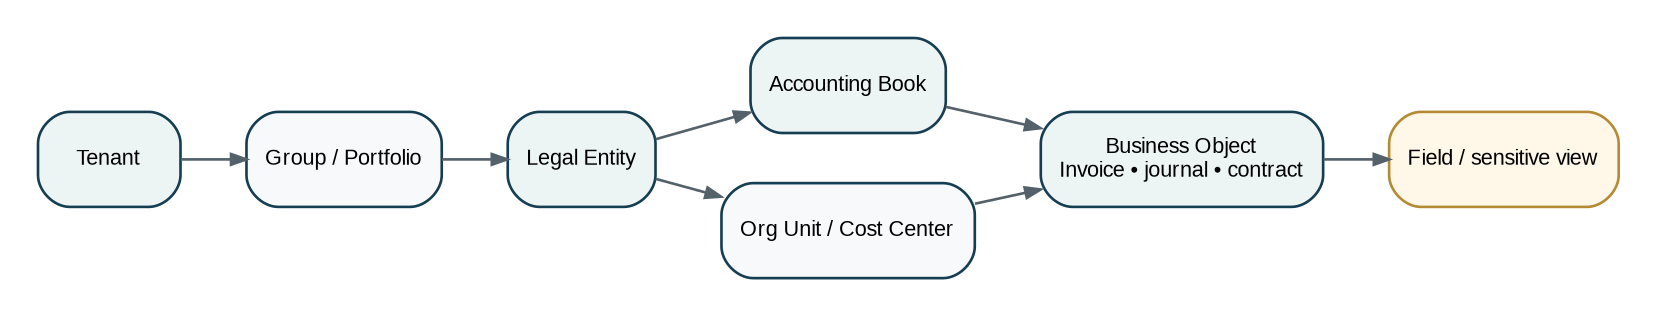 Tenant
Group / Portfolio
Legal Entity
Accounting Book
Org Unit / Cost Center
Business Object
Invoice • journal • contract
Field / sensitive view